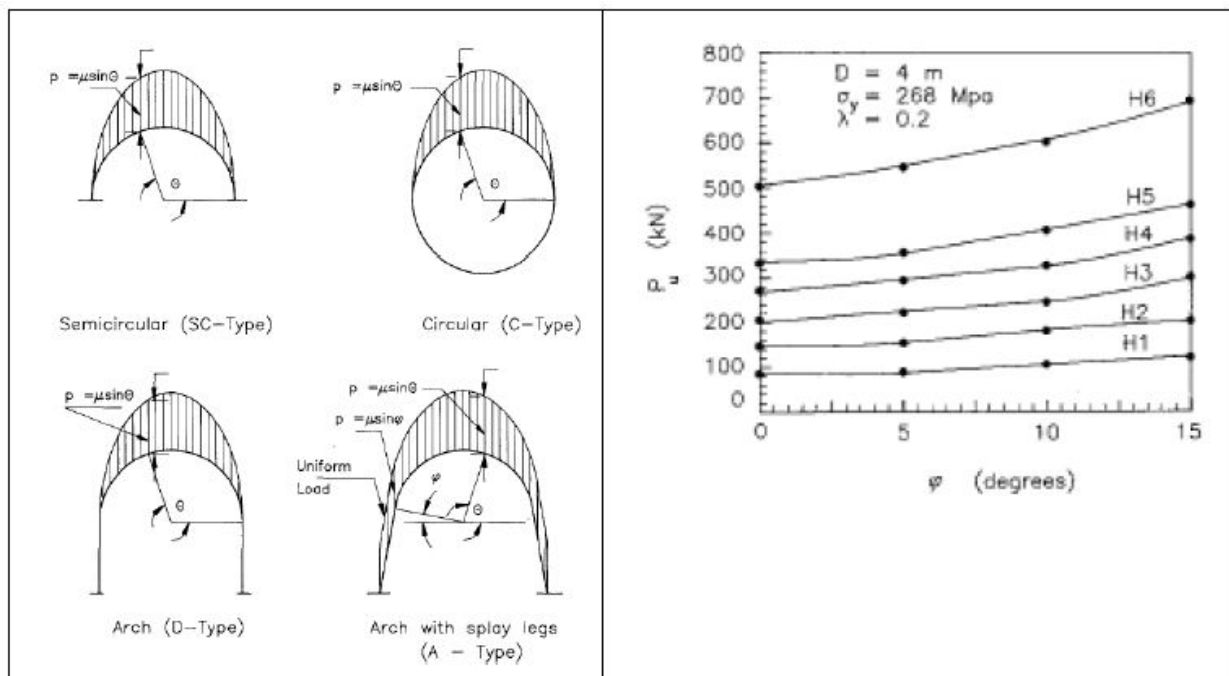 p = μsinΘ
Θ
Semicircular (SC-Type)
p = μsinΘ
Θ
Circular (C-Type)
p = μsinΘ
Θ
Arch (D-Type)
p = μsinΘ
p = μsinφ
Uniform
Load
φ
Θ
Arch with splay legs
(A - Type)
D = 4 m
σy = 268 Mpa
λ = 0.2
800
700
600
500
400
300
200
100
0
Pu (kN)
H6
H5
H4
H3
H2
H1
0 5 10 15
φ (degrees)